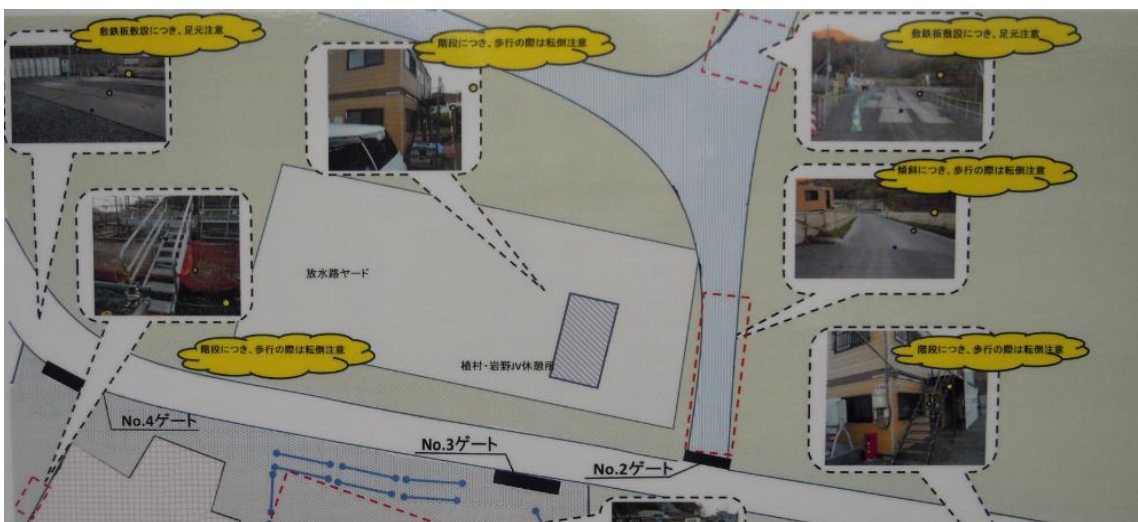 敷鉄板敷設につき、足元注意
階段につき、歩行の際は転倒注意
敷鉄板敷設につき、足元注意
傾斜につき、歩行の際は転倒注意
放水路ヤード
階段につき、歩行の際は転倒注意
階段につき、歩行の際は転倒注意
植村・岩野JV休憩所
No.4ゲート
No.3ゲート
No.2ゲート